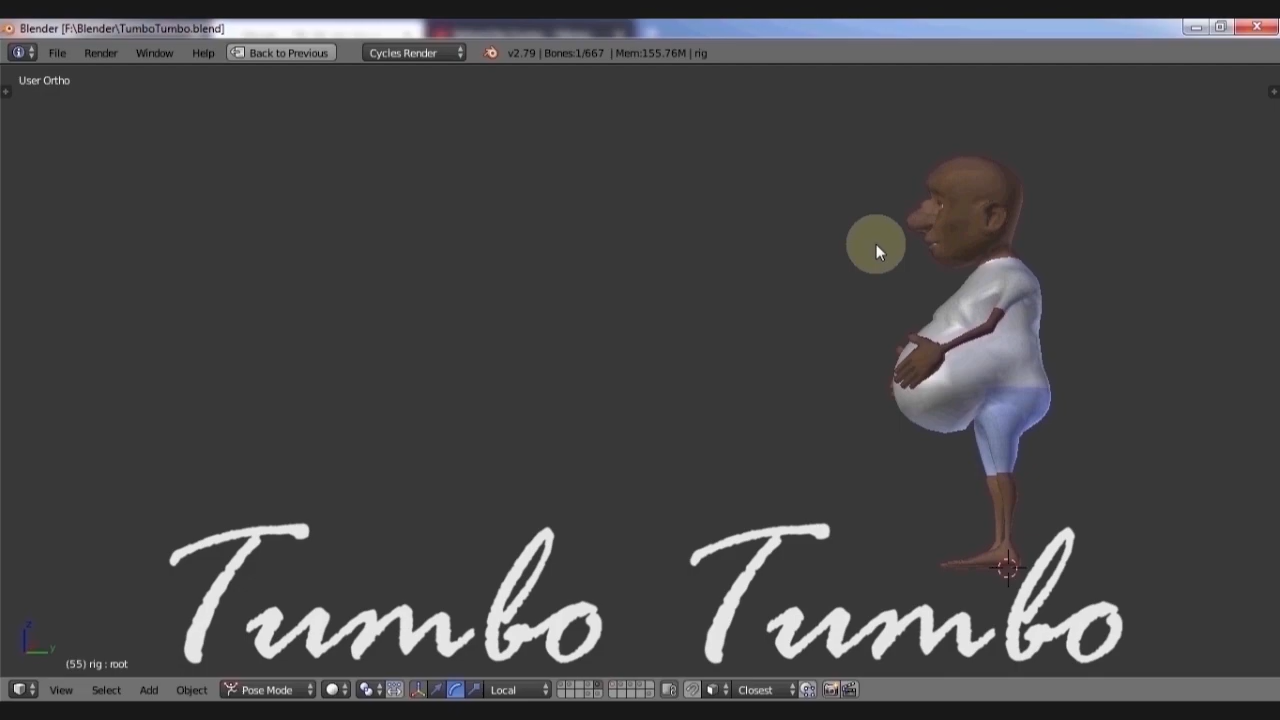 Blender [F:\Blender\TumboTumbo.blend]
File Render Window Help Back to Previous Cycles Render v2.79 | Bones:1/667 | Mem:155.76M | rig
User Ortho
Tumbo Tumbo
z
y
(55) rig : root
View Select Add Object Pose Mode Local Closest